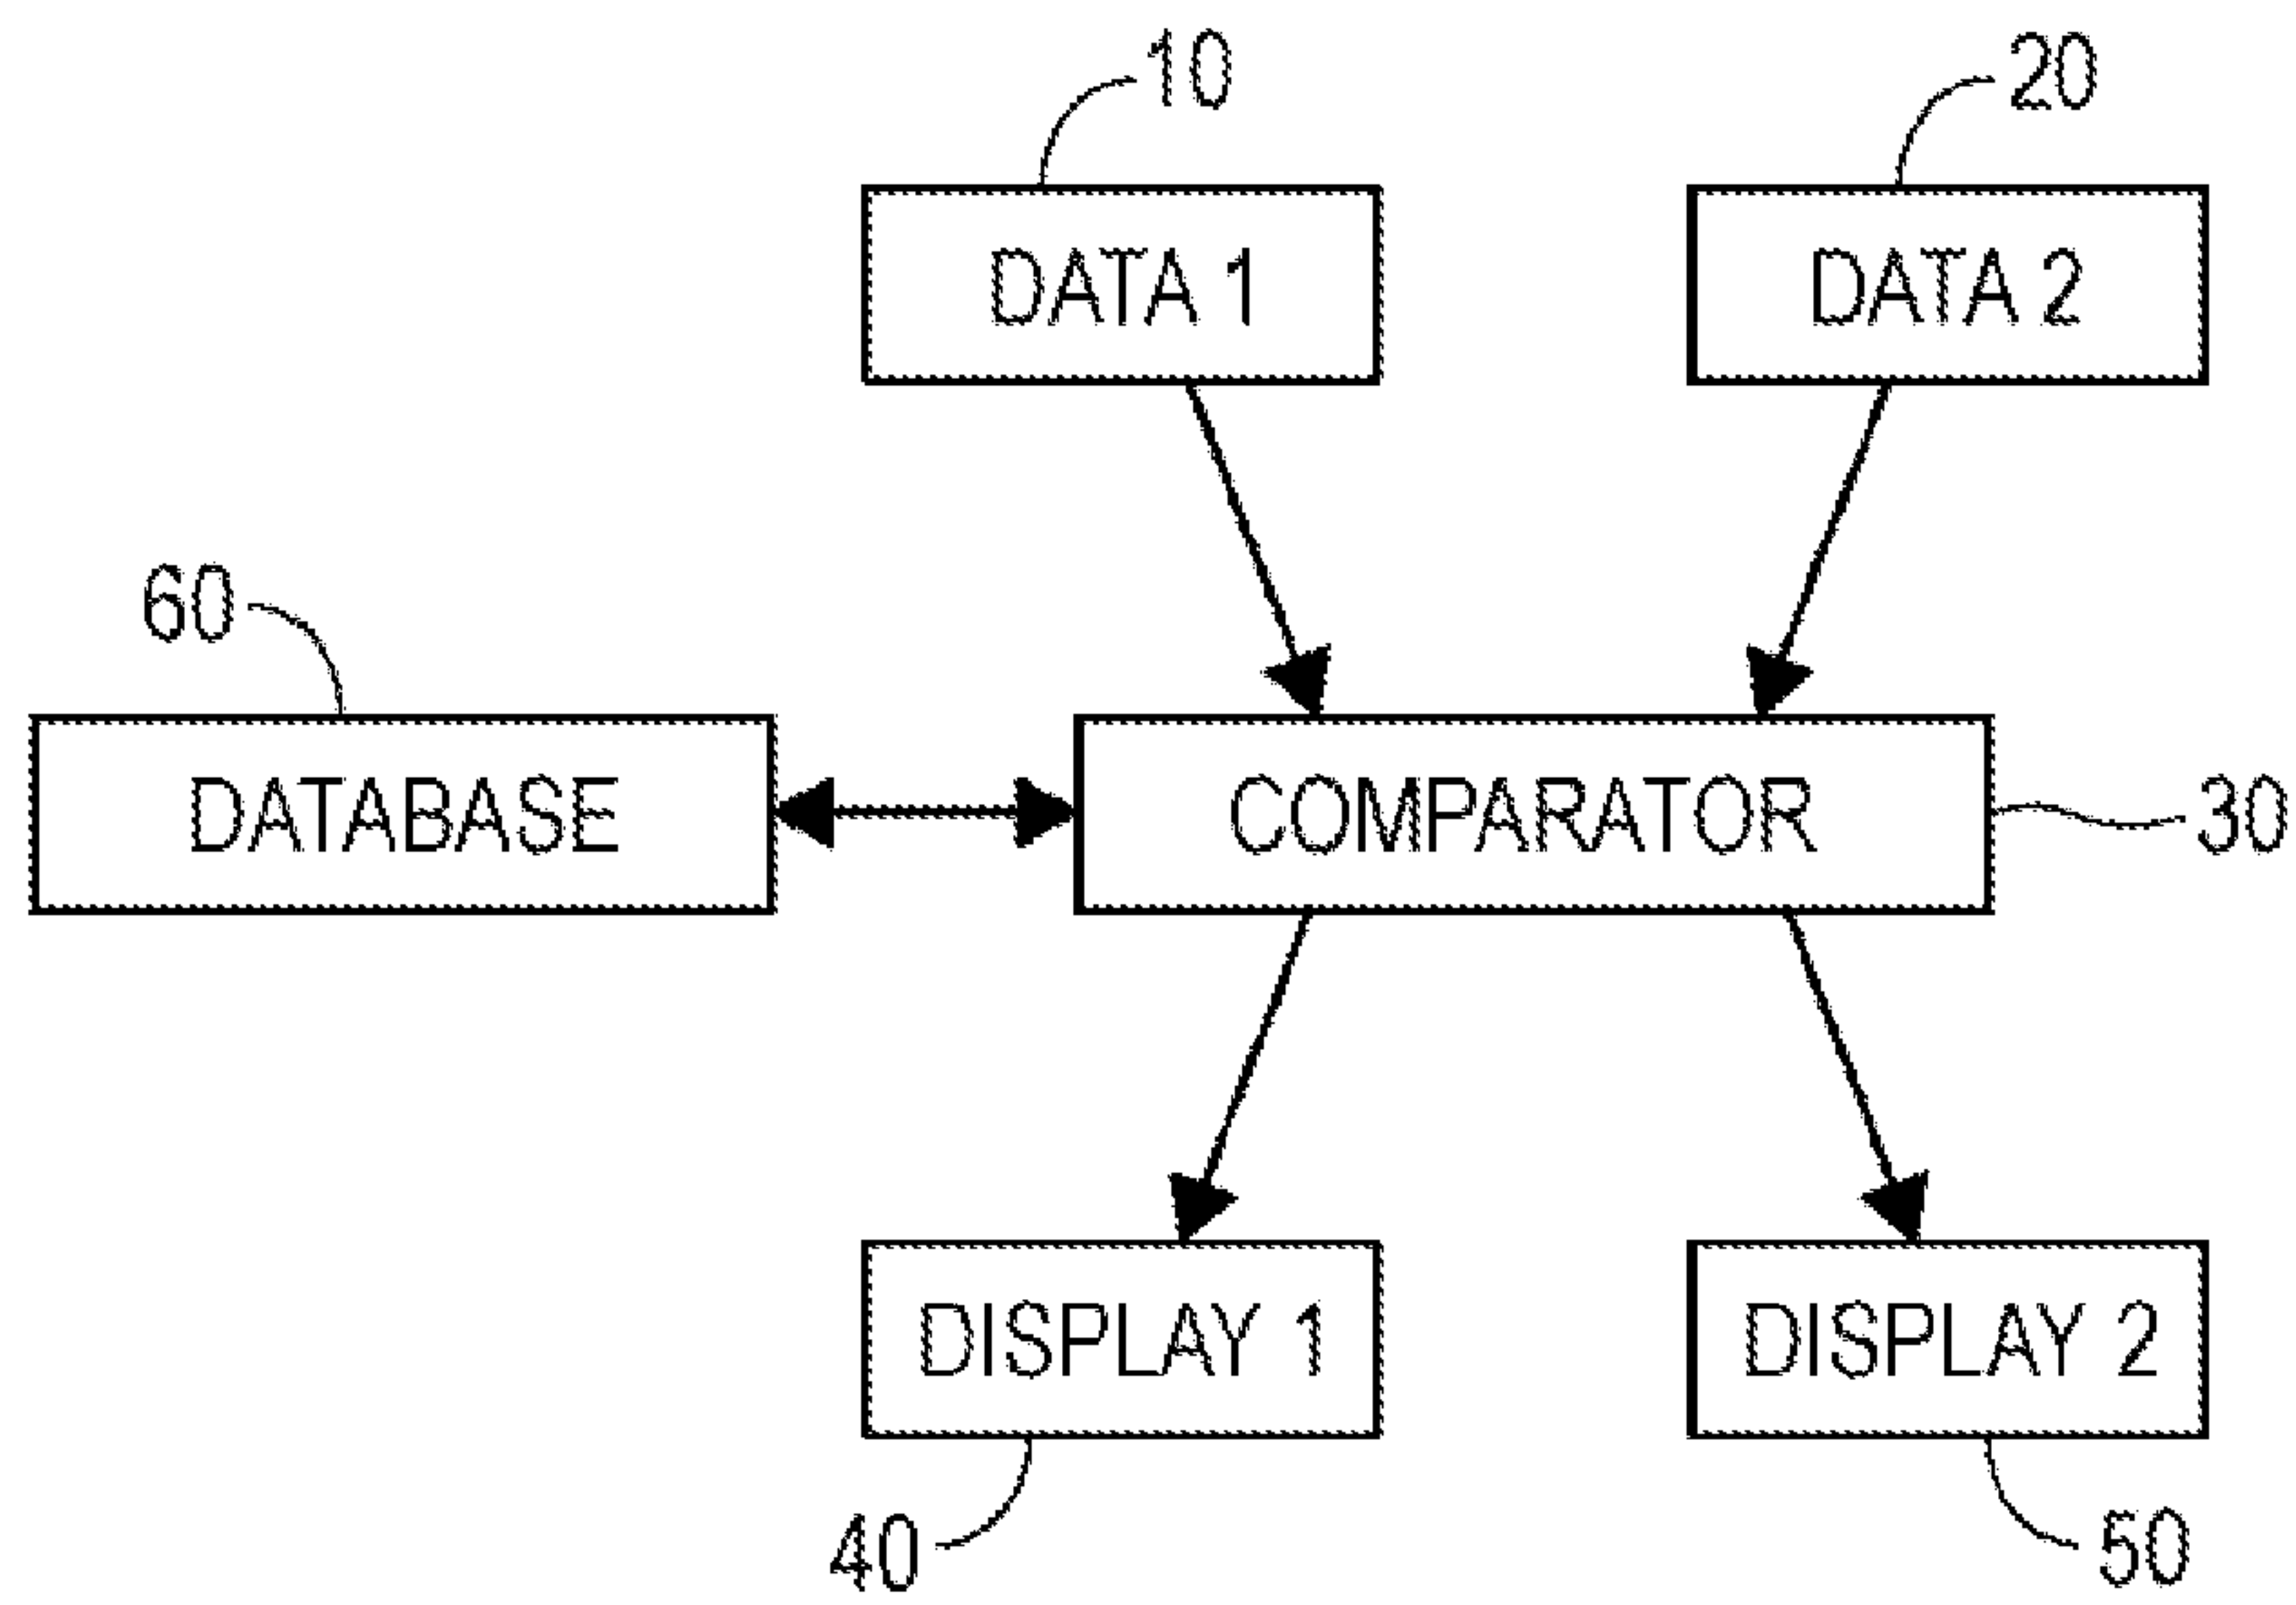 10
20
DATA 1
DATA 2
60
DATABASE
COMPARATOR
30
DISPLAY 1
DISPLAY 2
40
50